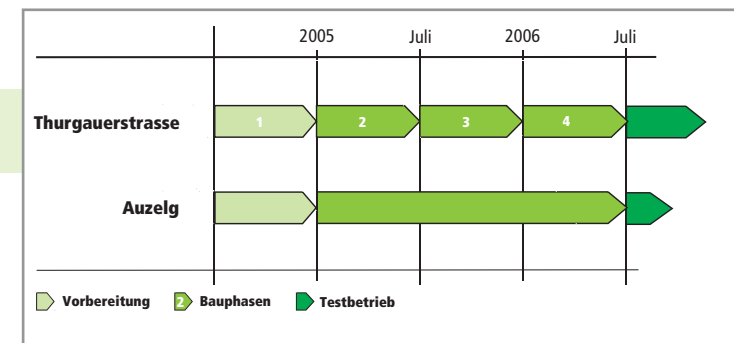 2005 Juli 2006 Juli
Thurgauerstrasse 1 2 3 4
Auzelg
Vorbereitung 2 Bauphasen Testbetrieb